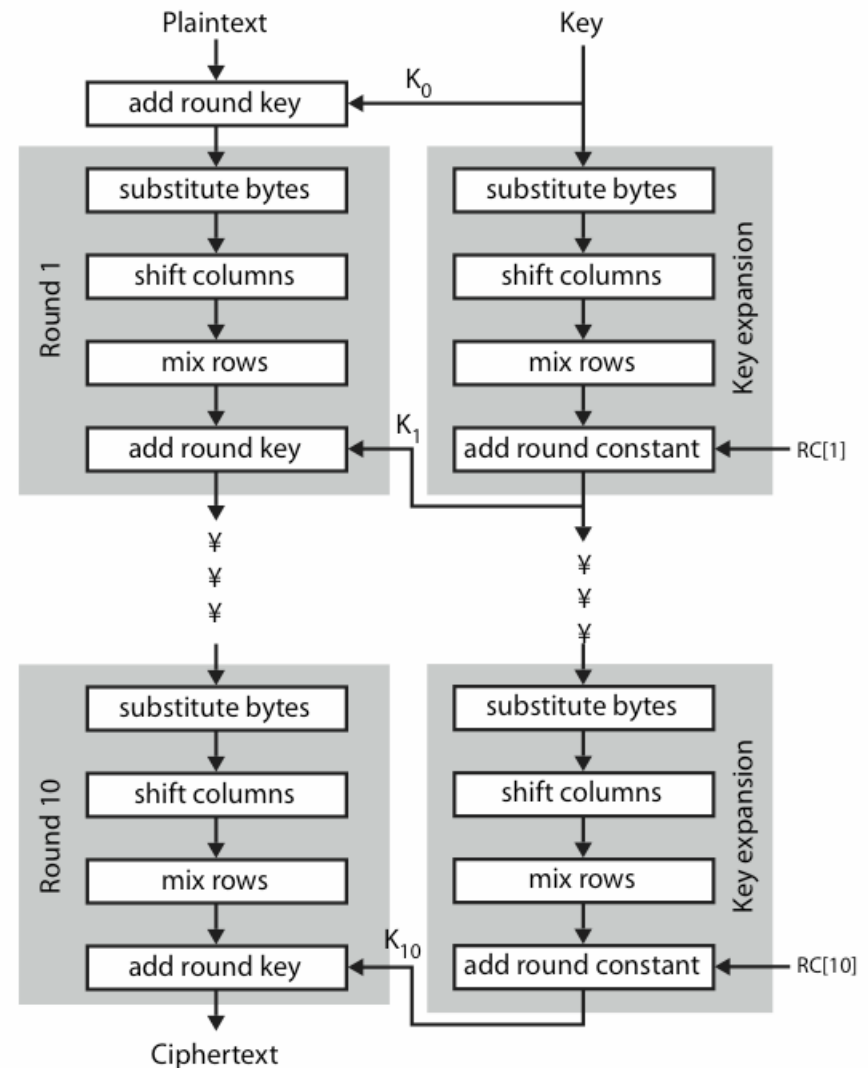 Plaintext
Key
K0
add round key
Round 1
substitute bytes
shift columns
mix rows
add round key
K1
Key expansion
substitute bytes
shift columns
mix rows
add round constant
RC[1]
¥
¥
¥
¥
¥
¥
Round 10
substitute bytes
shift columns
mix rows
add round key
K10
Key expansion
substitute bytes
shift columns
mix rows
add round constant
RC[10]
Ciphertext